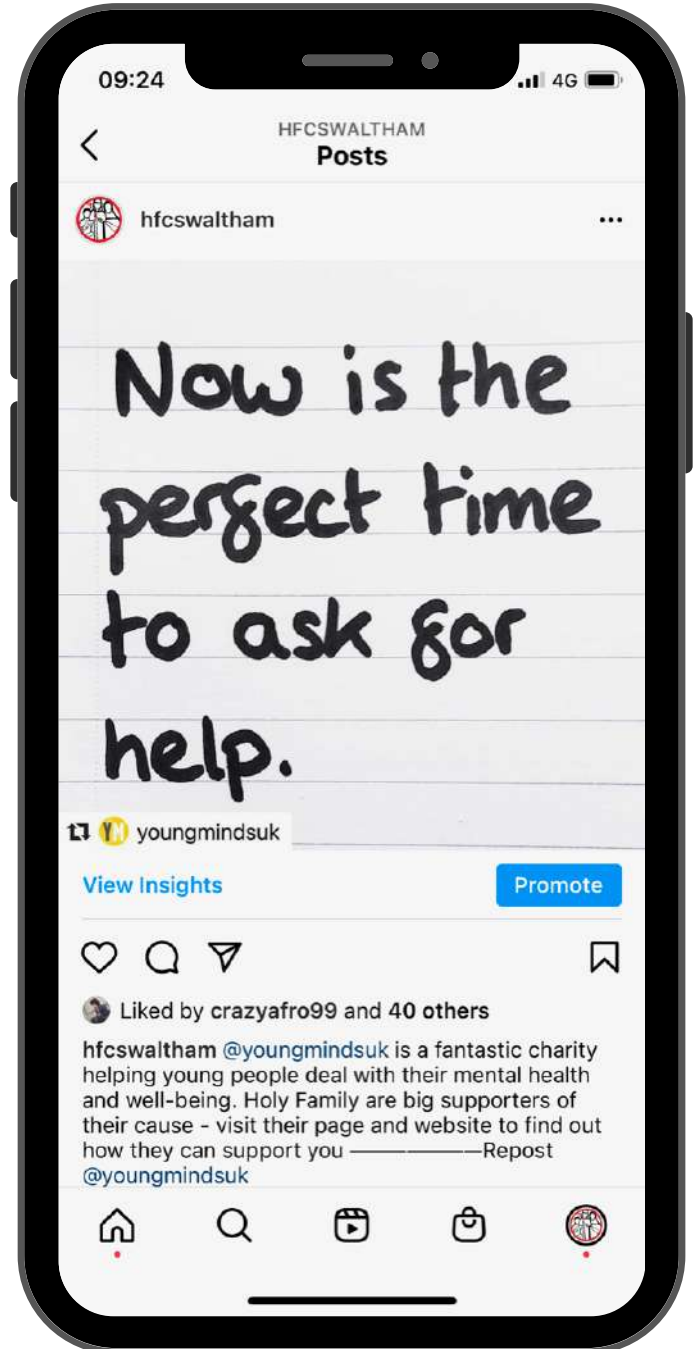 09:24
4G
HFCSWALTHAM
Posts
hfcswaltham
Now is the
perfect time
to ask for
help.
YM youngmindsuk
View Insights
Promote
Liked by crazyafro99 and 40 others
hfcswaltham @youngmindsuk is a fantastic charity
helping young people deal with their mental health
and well-being. Holy Family are big supporters of
their cause - visit their page and website to find out
how they can support you ——————Repost
@youngmindsuk